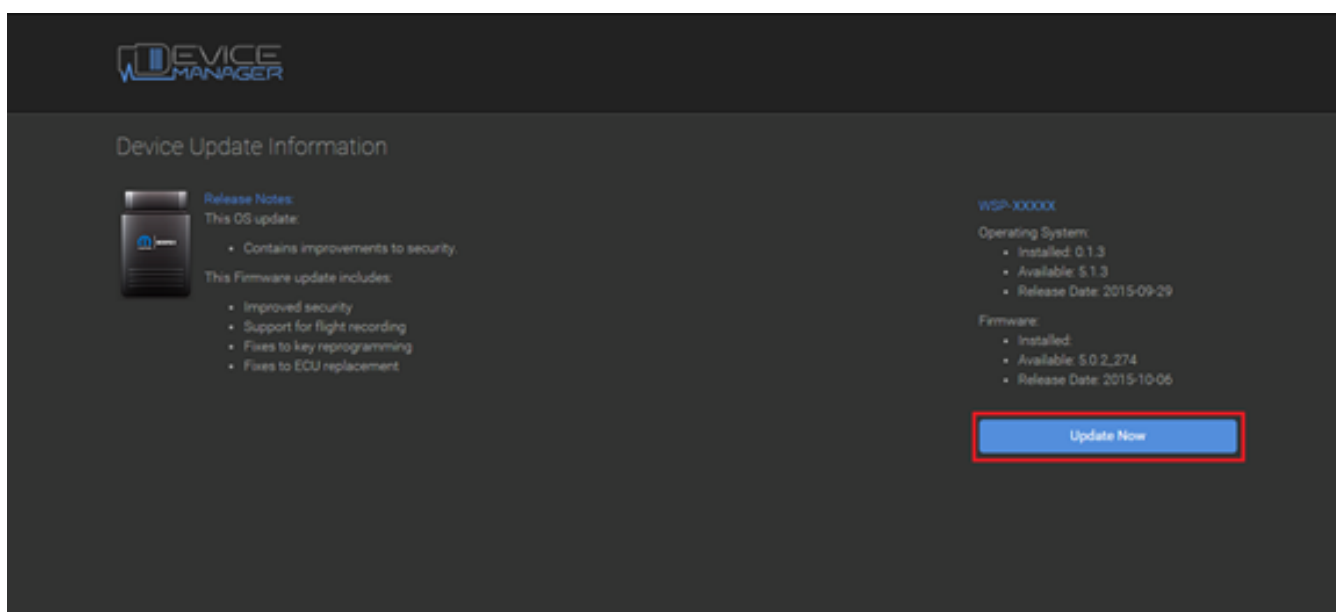 DEVICE
MANAGER
Device Update Information
Release Notes:
This OS update:
• Contains improvements to security.
This Firmware update includes:
• Improved security
• Support for flight recording
• Fixes to key reprogramming
• Fixes to ECU replacement
WSP-XXXXX
Operating System:
• Installed: 0.1.3
• Available: 5.1.3
• Release Date: 2015-09-29
Firmware:
• Installed:
• Available: 5.0.2_274
• Release Date: 2015-10-06
Update Now